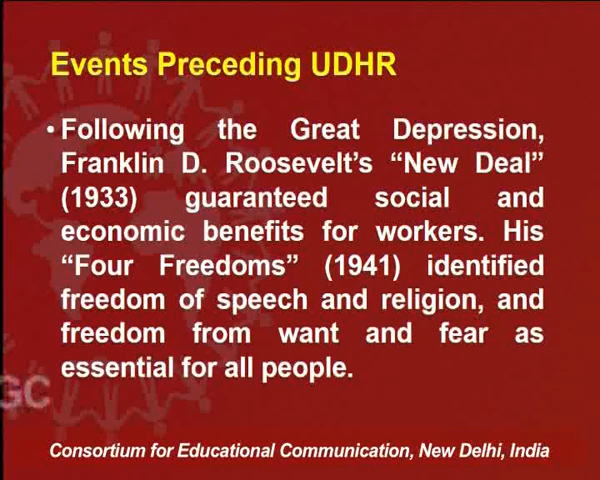 Events Preceding UDHR
• Following the Great Depression,
Franklin D. Roosevelt's “New Deal”
(1933) guaranteed social and
economic benefits for workers. His
“Four Freedoms” (1941) identified
freedom of speech and religion, and
freedom from want and fear as
essential for all people.
GC
Consortium for Educational Communication, New Delhi, India